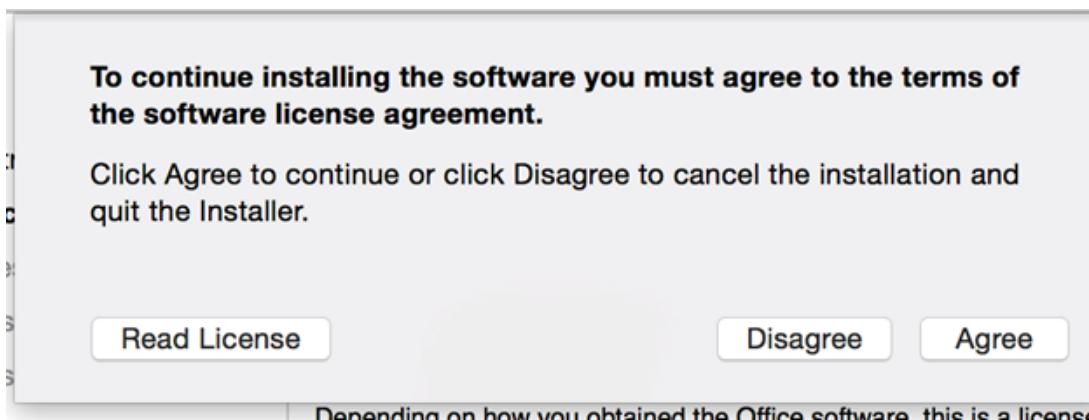 To continue installing the software you must agree to the terms of
the software license agreement.
Click Agree to continue or click Disagree to cancel the installation and
quit the Installer.
Read License
Disagree
Agree
Depending on how you obtained the Office software, this is a license